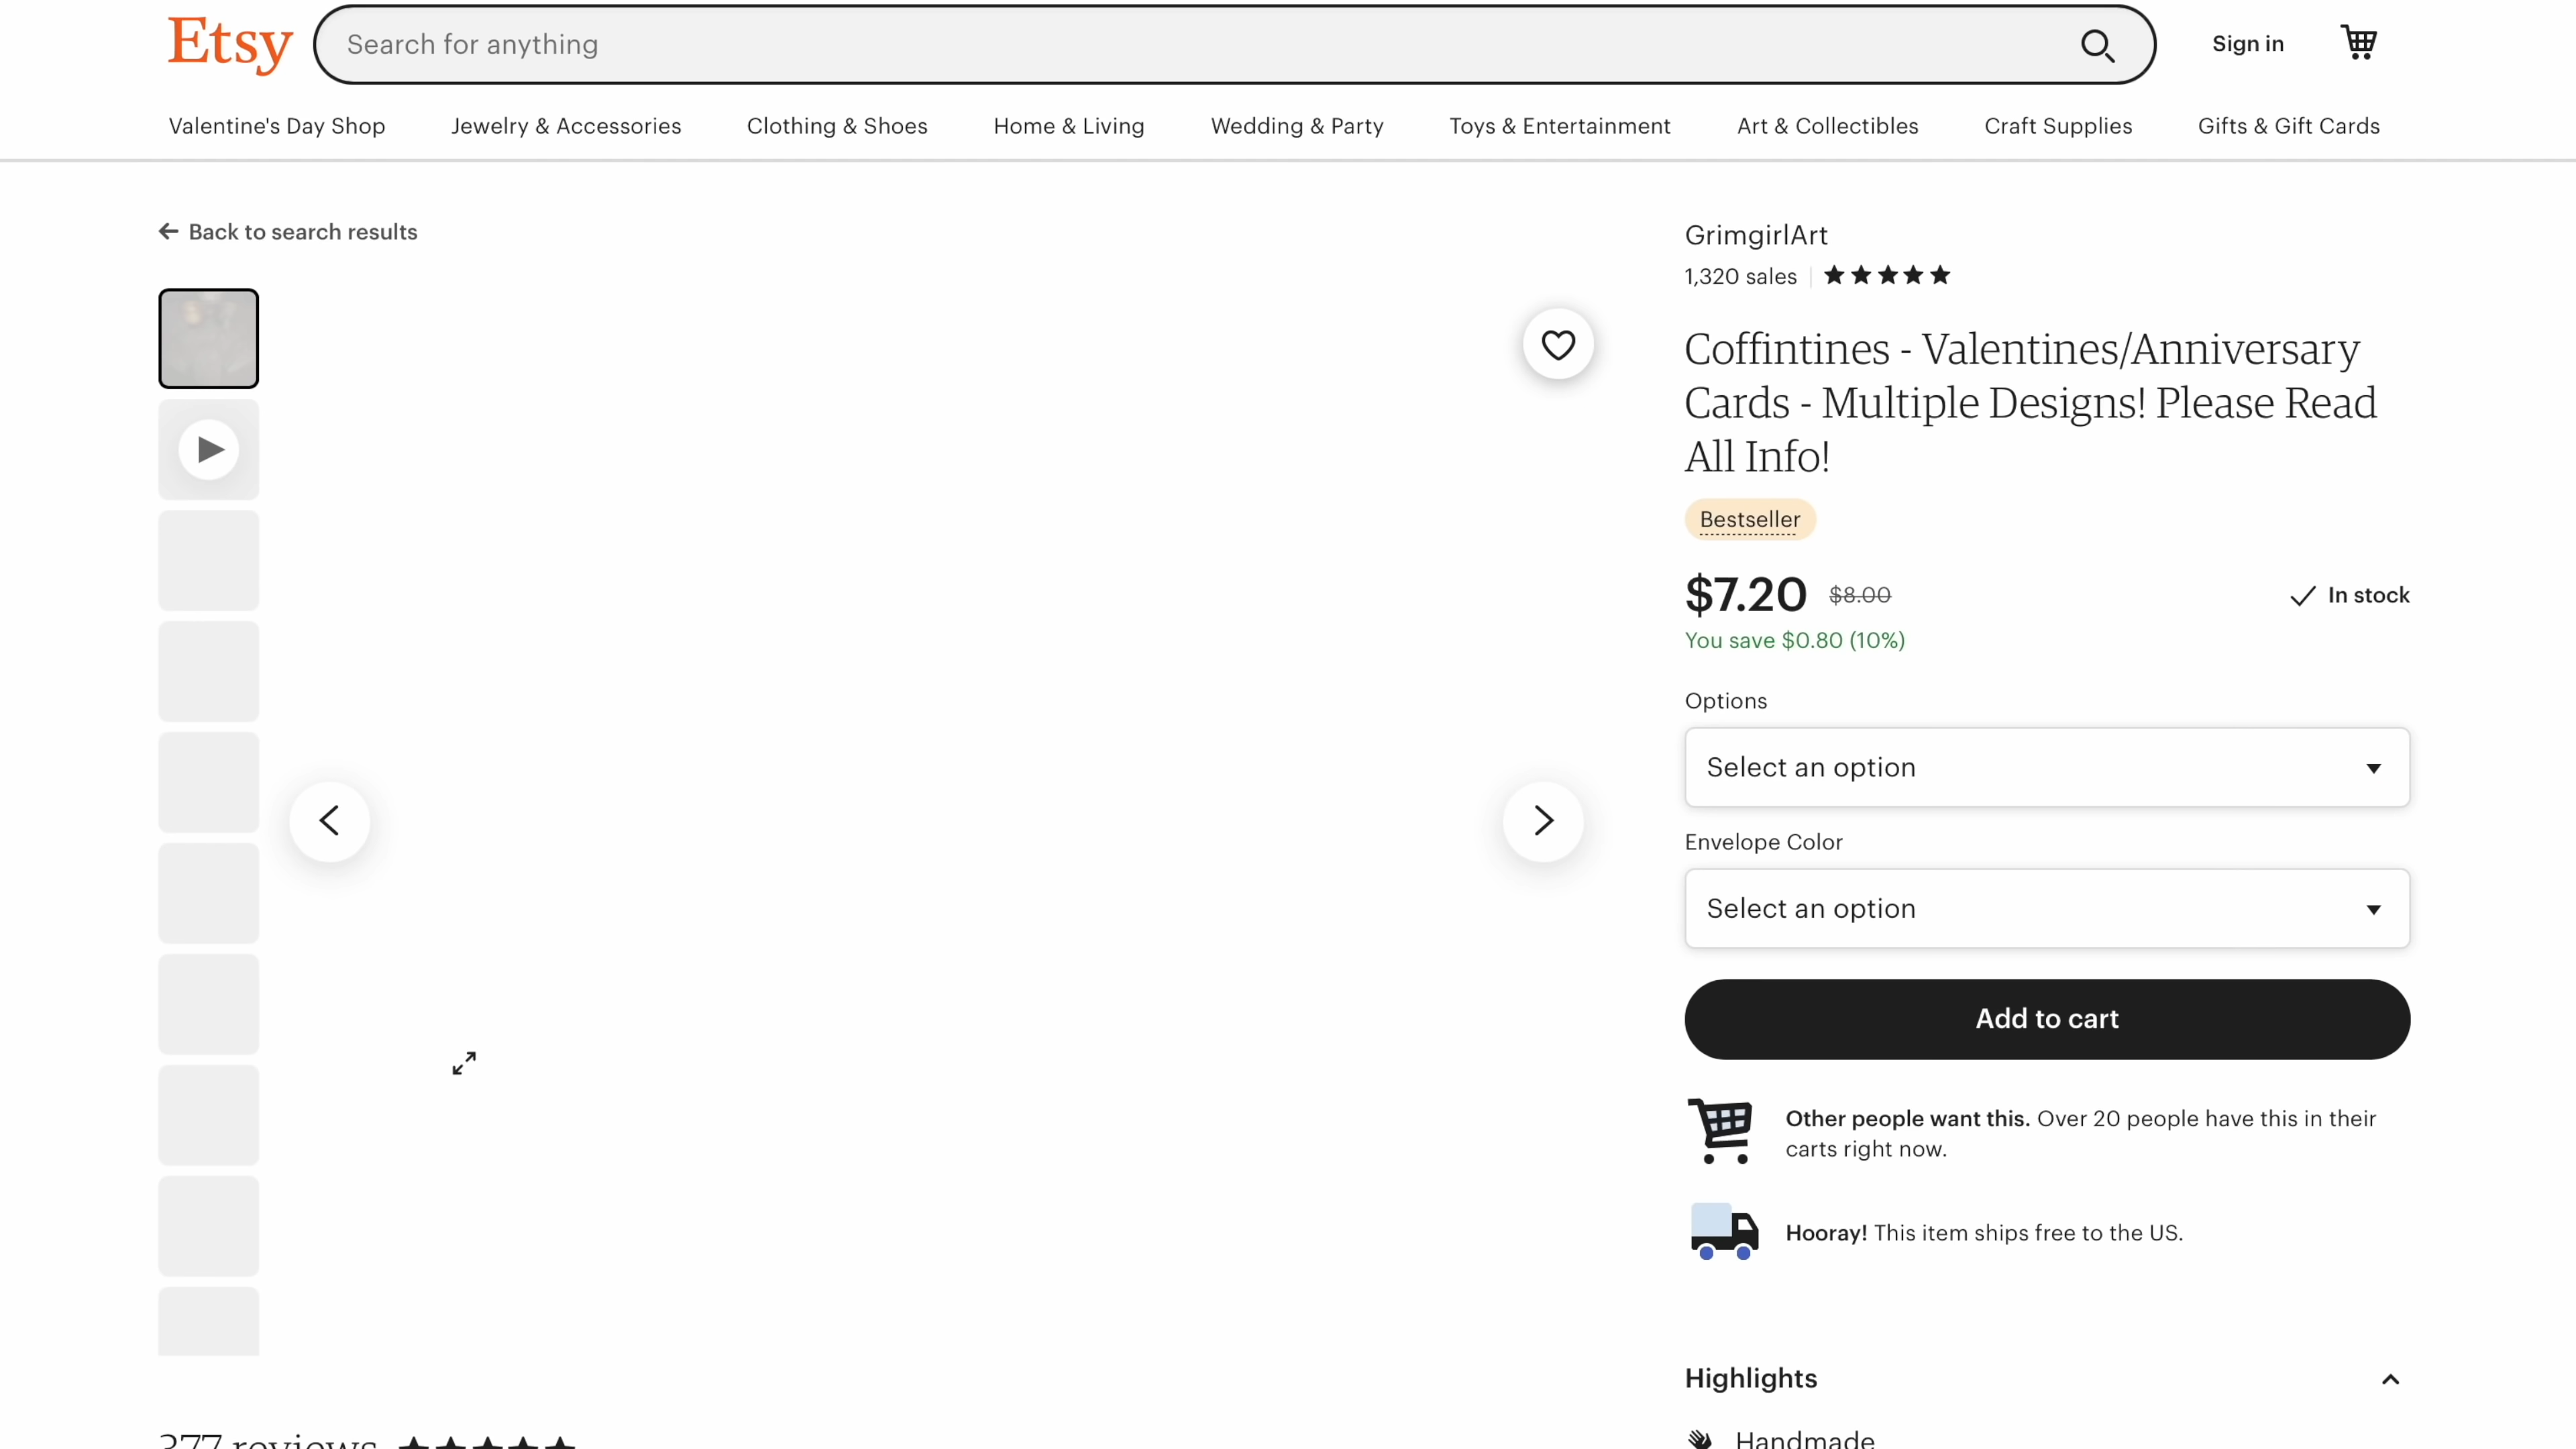 Etsy
Search for anything
Sign in
Valentine's Day Shop
Jewelry & Accessories
Clothing & Shoes
Home & Living
Wedding & Party
Toys & Entertainment
Art & Collectibles
Craft Supplies
Gifts & Gift Cards
Back to search results
GrimgirlArt
1,320 sales
Coffintines - Valentines/Anniversary
Cards - Multiple Designs! Please Read
All Info!
Bestseller
$7.20 $8.00
In stock
You save $0.80 (10%)
Options
Select an option
Envelope Color
Select an option
Add to cart
Other people want this. Over 20 people have this in their
carts right now.
Hooray! This item ships free to the US.
Highlights
377 reviews
Handmade